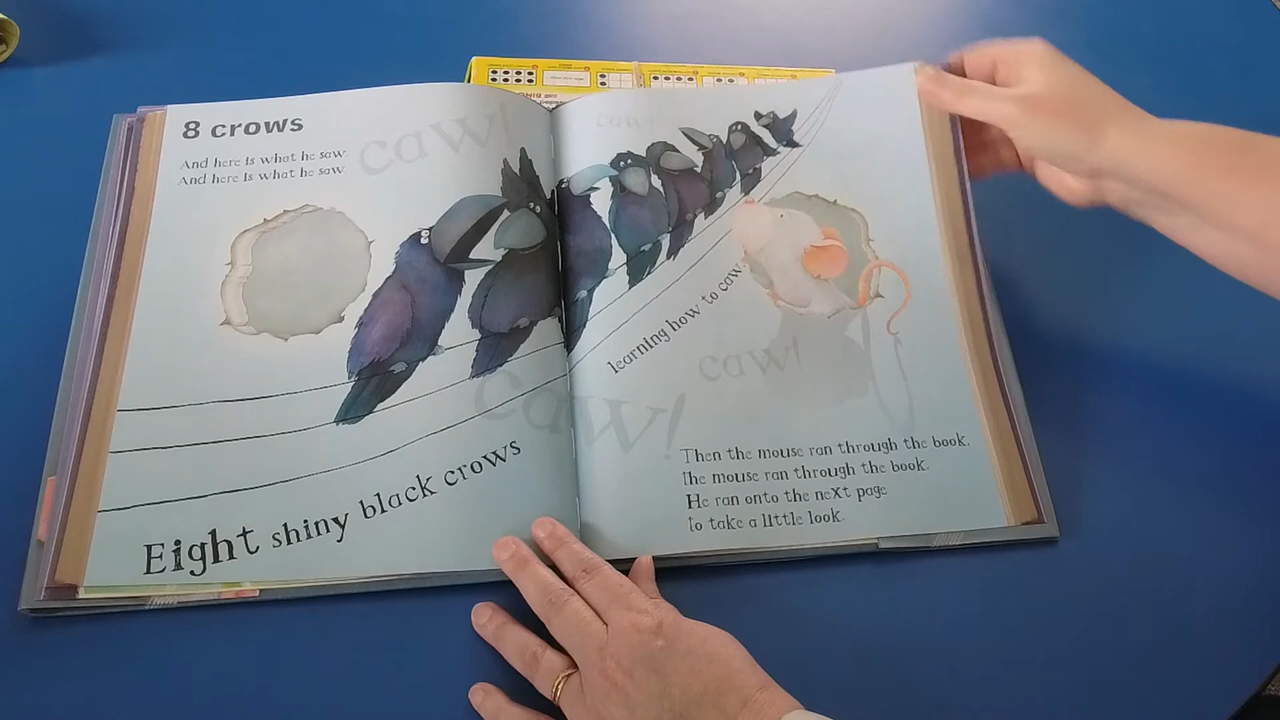 8 crows
And here is what he saw.
And here is what he saw.
caw!
caw!
Eight shiny black crows
learning how to caw.
caw!
caw!
Then the mouse ran through the book.
The mouse ran through the book.
He ran onto the next page
to take a little look.